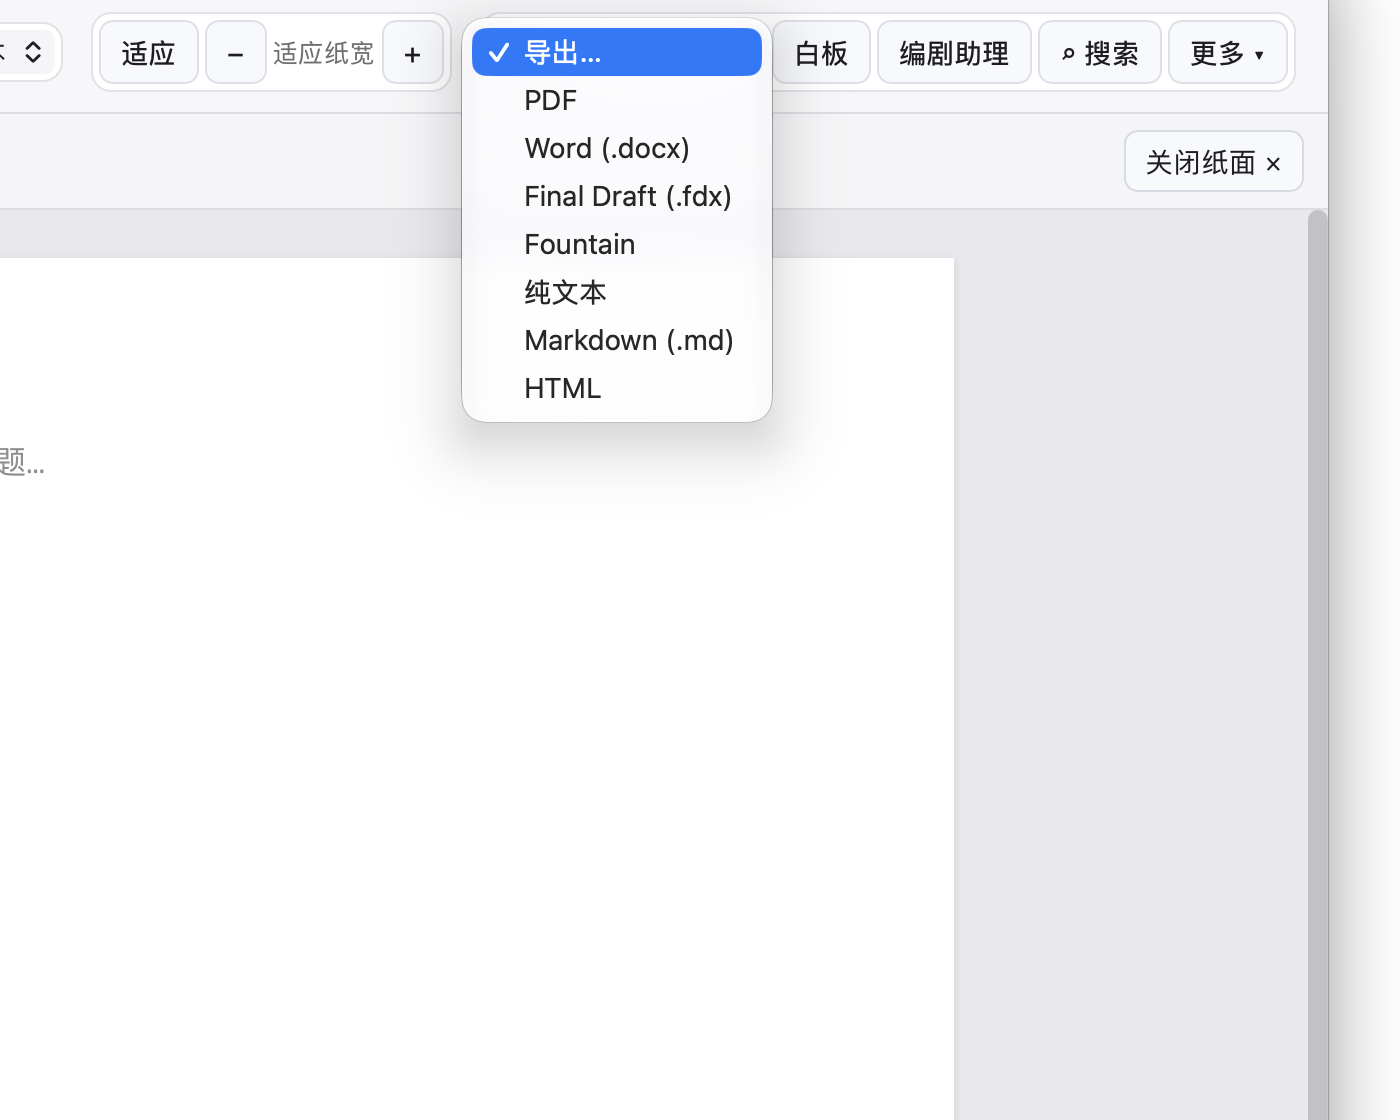 适应
−
适应纸宽
+
✓ 导出...
白板
编剧助理
⌕ 搜索
更多 ▾
PDF
Word (.docx)
关闭纸面 ×
Final Draft (.fdx)
Fountain
纯文本
Markdown (.md)
HTML
题...